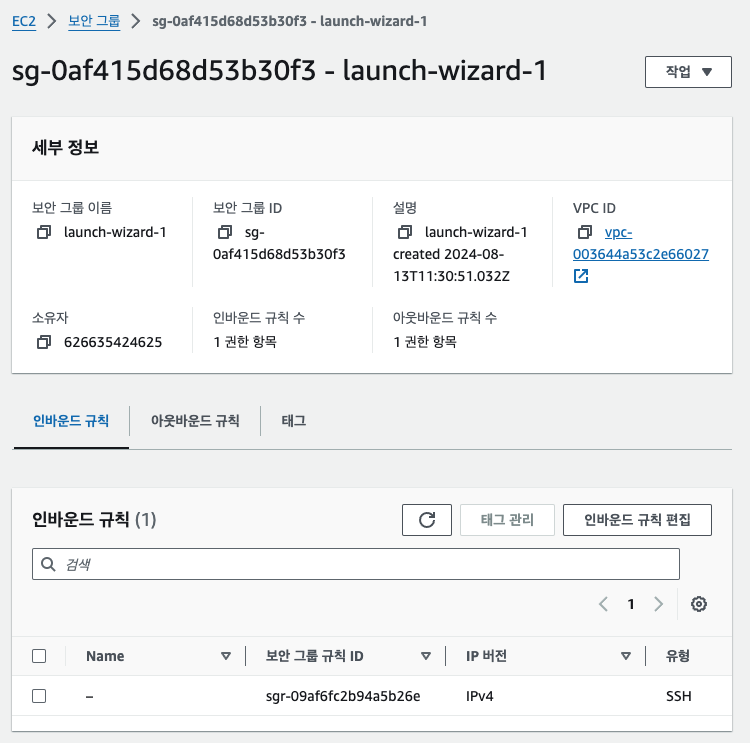 EC2 > 보안 그룹 > sg-0af415d68d53b30f3 - launch-wizard-1
sg-0af415d68d53b30f3 - launch-wizard-1
작업
세부 정보
보안 그룹 이름
launch-wizard-1
보안 그룹 ID
sg-
0af415d68d53b30f3
설명
launch-wizard-1
created 2024-08-
13T11:30:51.032Z
VPC ID
vpc-
003644a53c2e66027
소유자
626635424625
인바운드 규칙 수
1 권한 항목
아웃바운드 규칙 수
1 권한 항목
인바운드 규칙 아웃바운드 규칙 태그
인바운드 규칙 (1)
태그 관리 인바운드 규칙 편집
검색
1
Name 보안 그룹 규칙 ID IP 버전 유형
– sgr-09af6fc2b94a5b26e IPv4 SSH